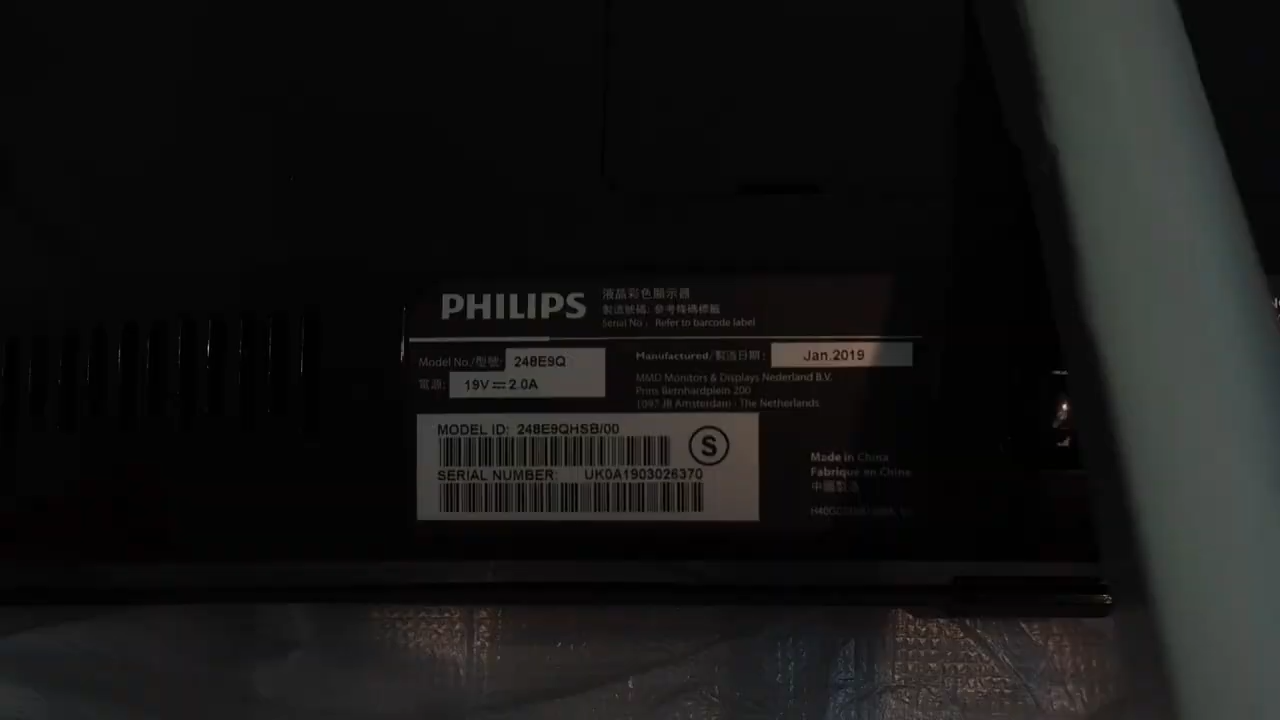 PHILIPS
液晶彩色顯示器
製造號碼: 參考條碼標籤
Serial No : Refer to barcode label
Model No./型號: 248E9Q
電源: 19V⎓2.0A
Manufactured/製造日期: Jan.2019
MMD Monitors & Displays Nederland B.V.
Prins Bernhardplein 200
1097 JB Amsterdam - The Netherlands
MODEL ID: 248E9QHSB/00
S
SERIAL NUMBER: UK0A1903026370
Made in China
Fabriqué en Chine
中國製造